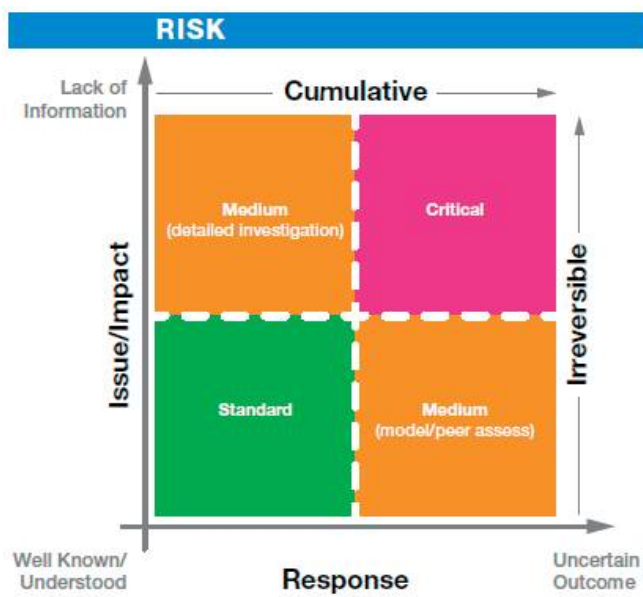 RISK
Lack of
Information
Cumulative
Medium
(detailed investigation)
Critical
Issue/Impact
Irreversible
Standard
Medium
(model/peer assess)
Well Known/
Understood
Response
Uncertain
Outcome